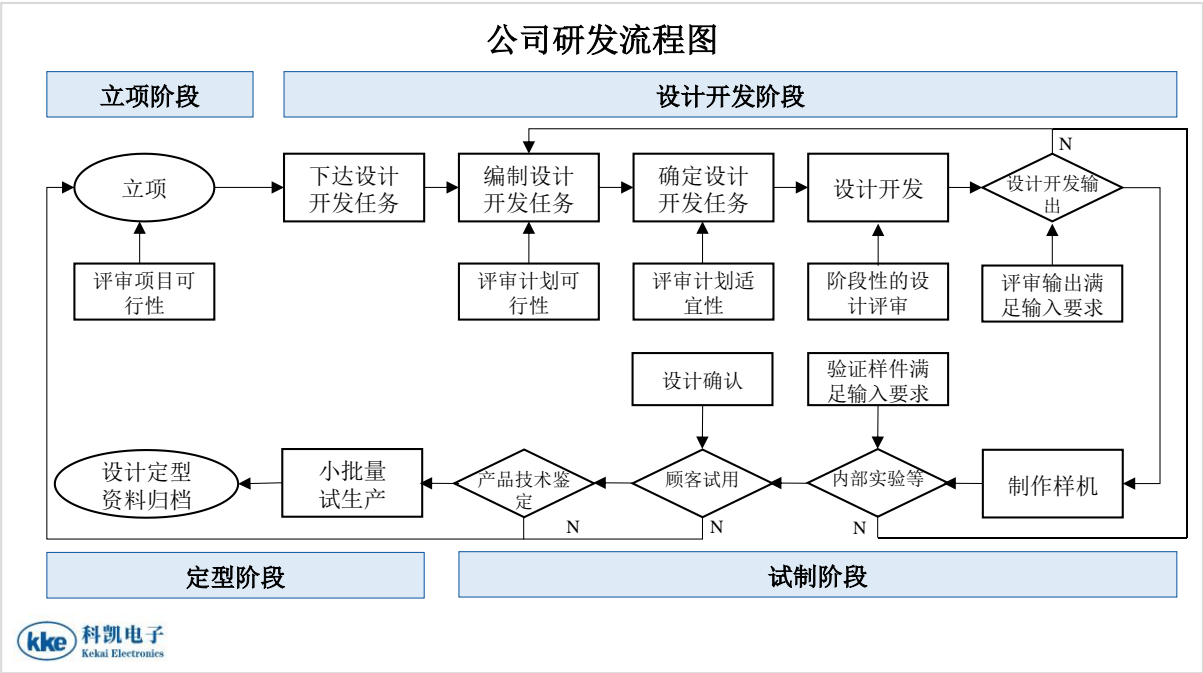 公司研发流程图
立项阶段
设计开发阶段
N
立项
下达设计
开发任务
编制设计
开发任务
确定设计
开发任务
设计开发
设计开发输
出
评审项目可
行性
评审计划可
行性
评审计划适
宜性
阶段性的设
计评审
评审输出满
足输入要求
设计确认
验证样件满
足输入要求
设计定型
资料归档
小批量
试生产
产品技术鉴
定
顾客试用
内部实验等
制作样机
N
N
N
定型阶段
试制阶段
kke
科凯电子
Kekai Electronics